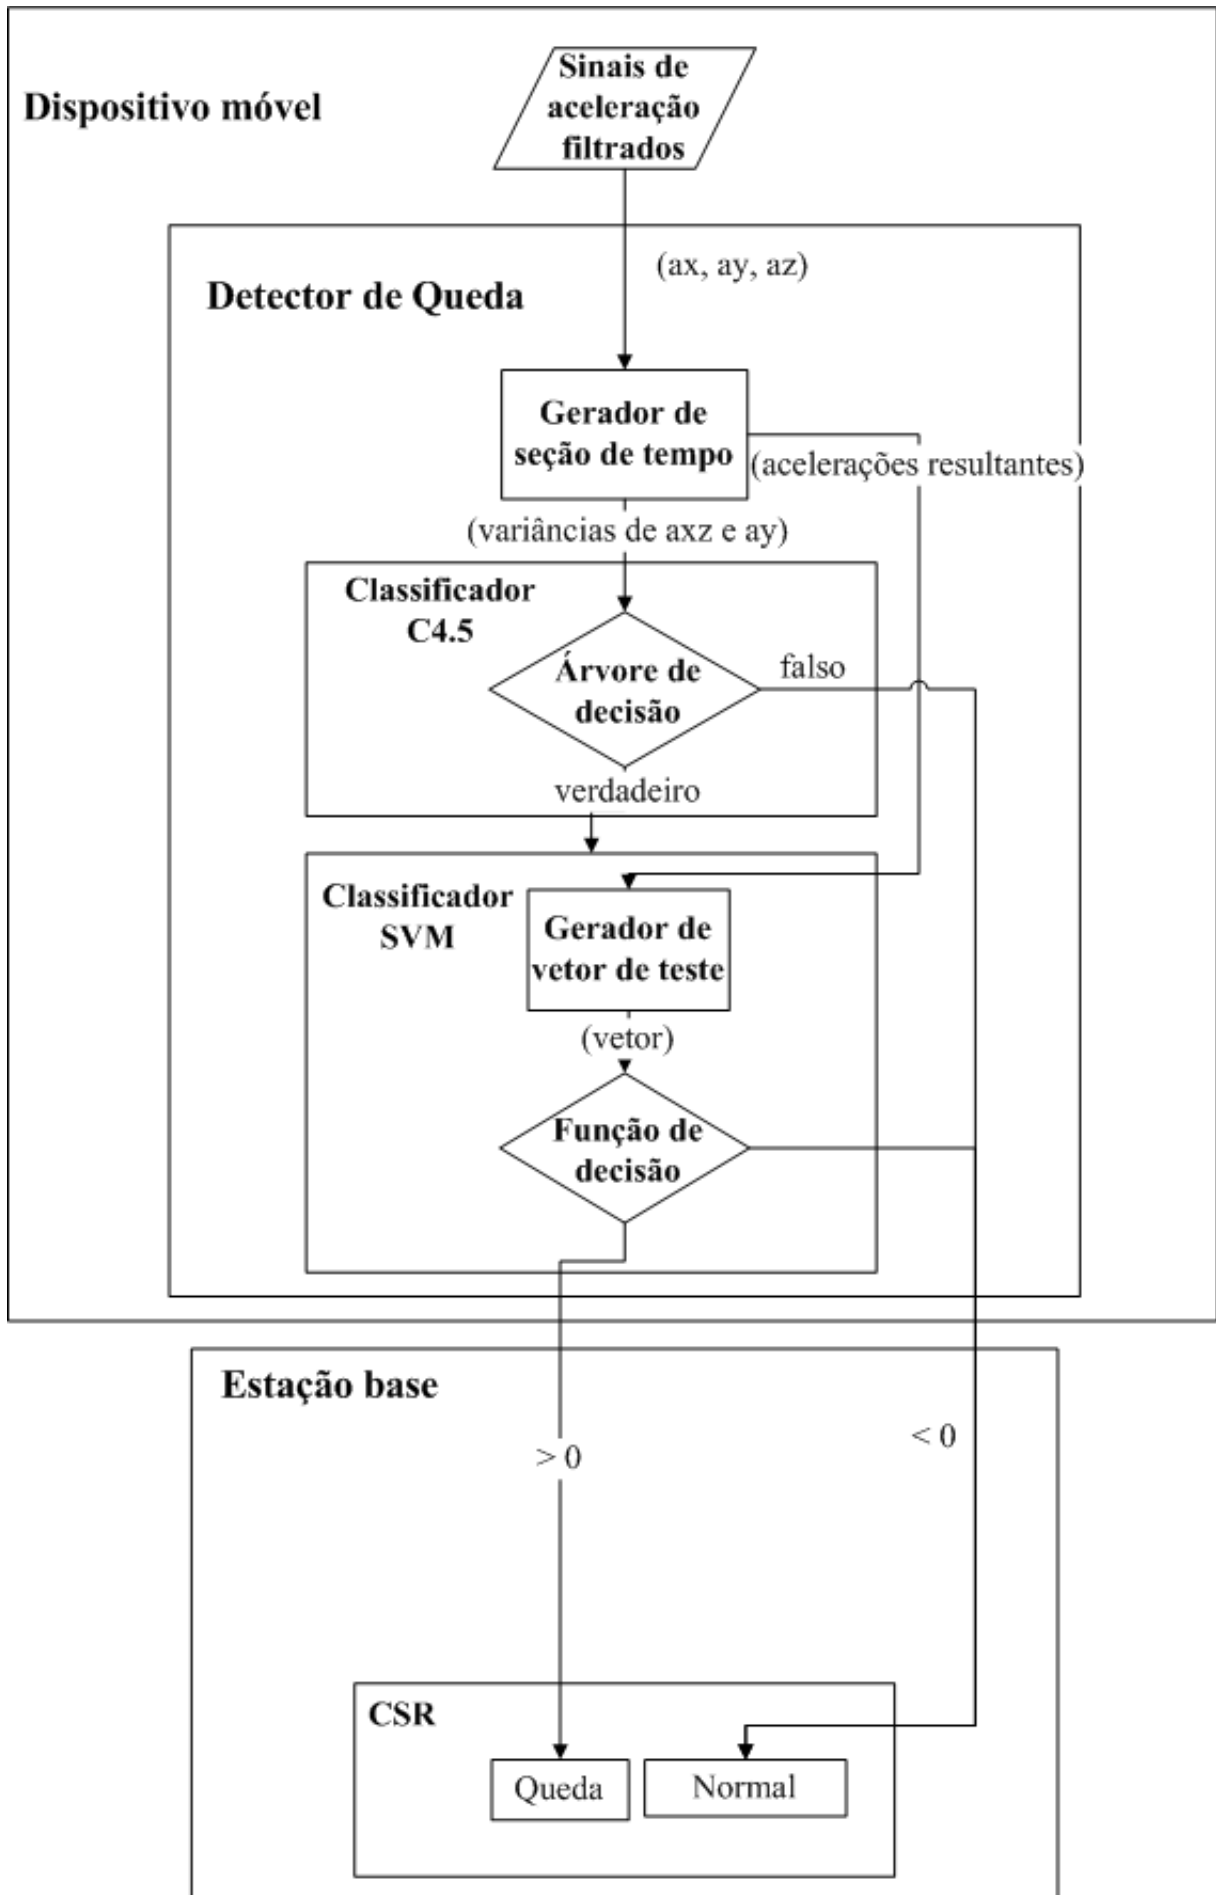 Sinais de
aceleração
filtrados
Dispositivo móvel
(ax, ay, az)
Detector de Queda
Gerador de
seção de tempo
(acelerações resultantes)
(variâncias de axz e ay)
Classificador
C4.5
Árvore de
decisão
falso
verdadeiro
Classificador
SVM
Gerador de
vetor de teste
(vetor)
Função de
decisão
Estação base
> 0
< 0
CSR
Queda
Normal